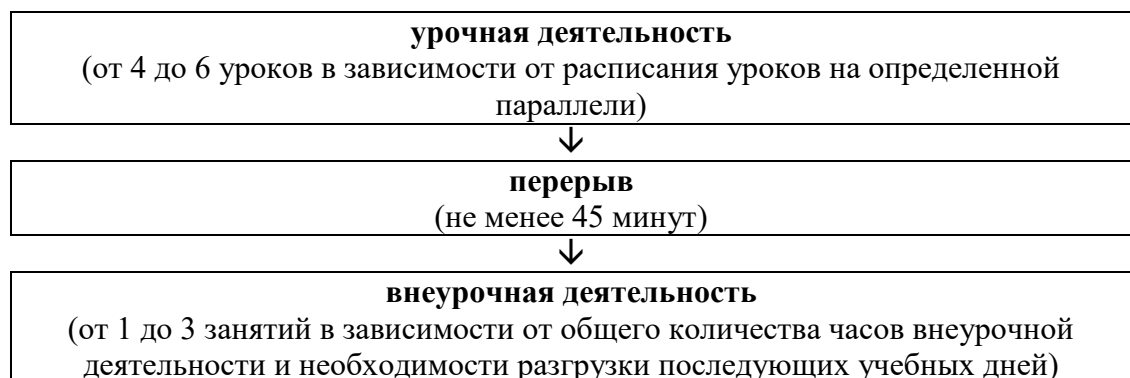 урочная деятельность
(от 4 до 6 уроков в зависимости от расписания уроков на определенной
параллели)
↓
перерыв
(не менее 45 минут)
↓
внеурочная деятельность
(от 1 до 3 занятий в зависимости от общего количества часов внеурочной
деятельности и необходимости разгрузки последующих учебных дней)